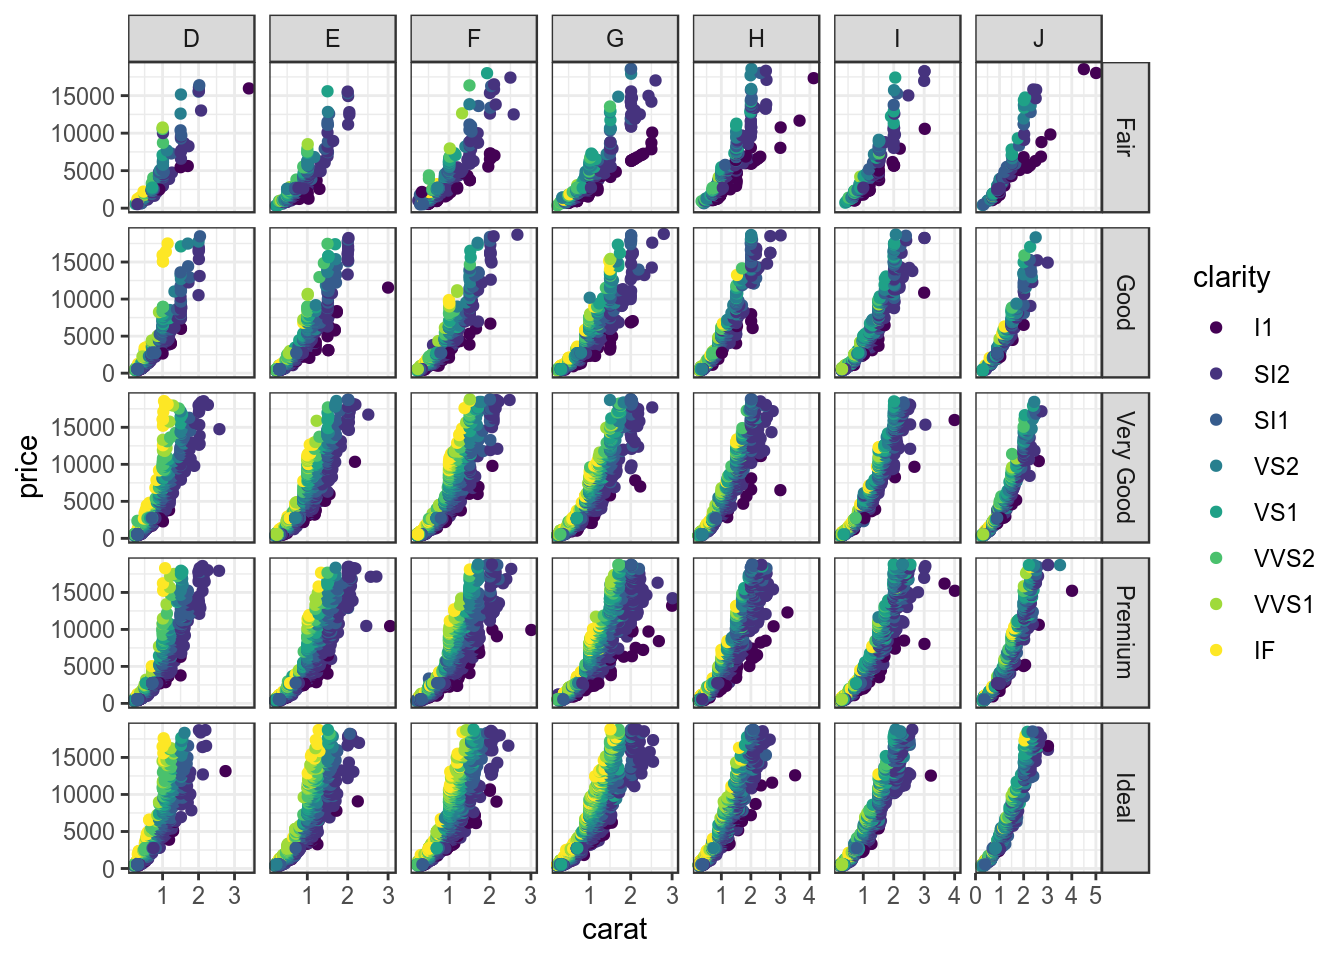 D E F G H I J
15000
10000
5000
0
Fair
15000
10000
5000
0
Good
15000
10000
5000
0
Very Good
15000
10000
5000
0
Premium
15000
10000
5000
0
Ideal
1 2 3 1 2 3 1 2 3 1 2 3 1 2 3 4 1 2 3 4 0 1 2 3 4 5
carat
price
clarity
I1
SI2
SI1
VS2
VS1
VVS2
VVS1
IF